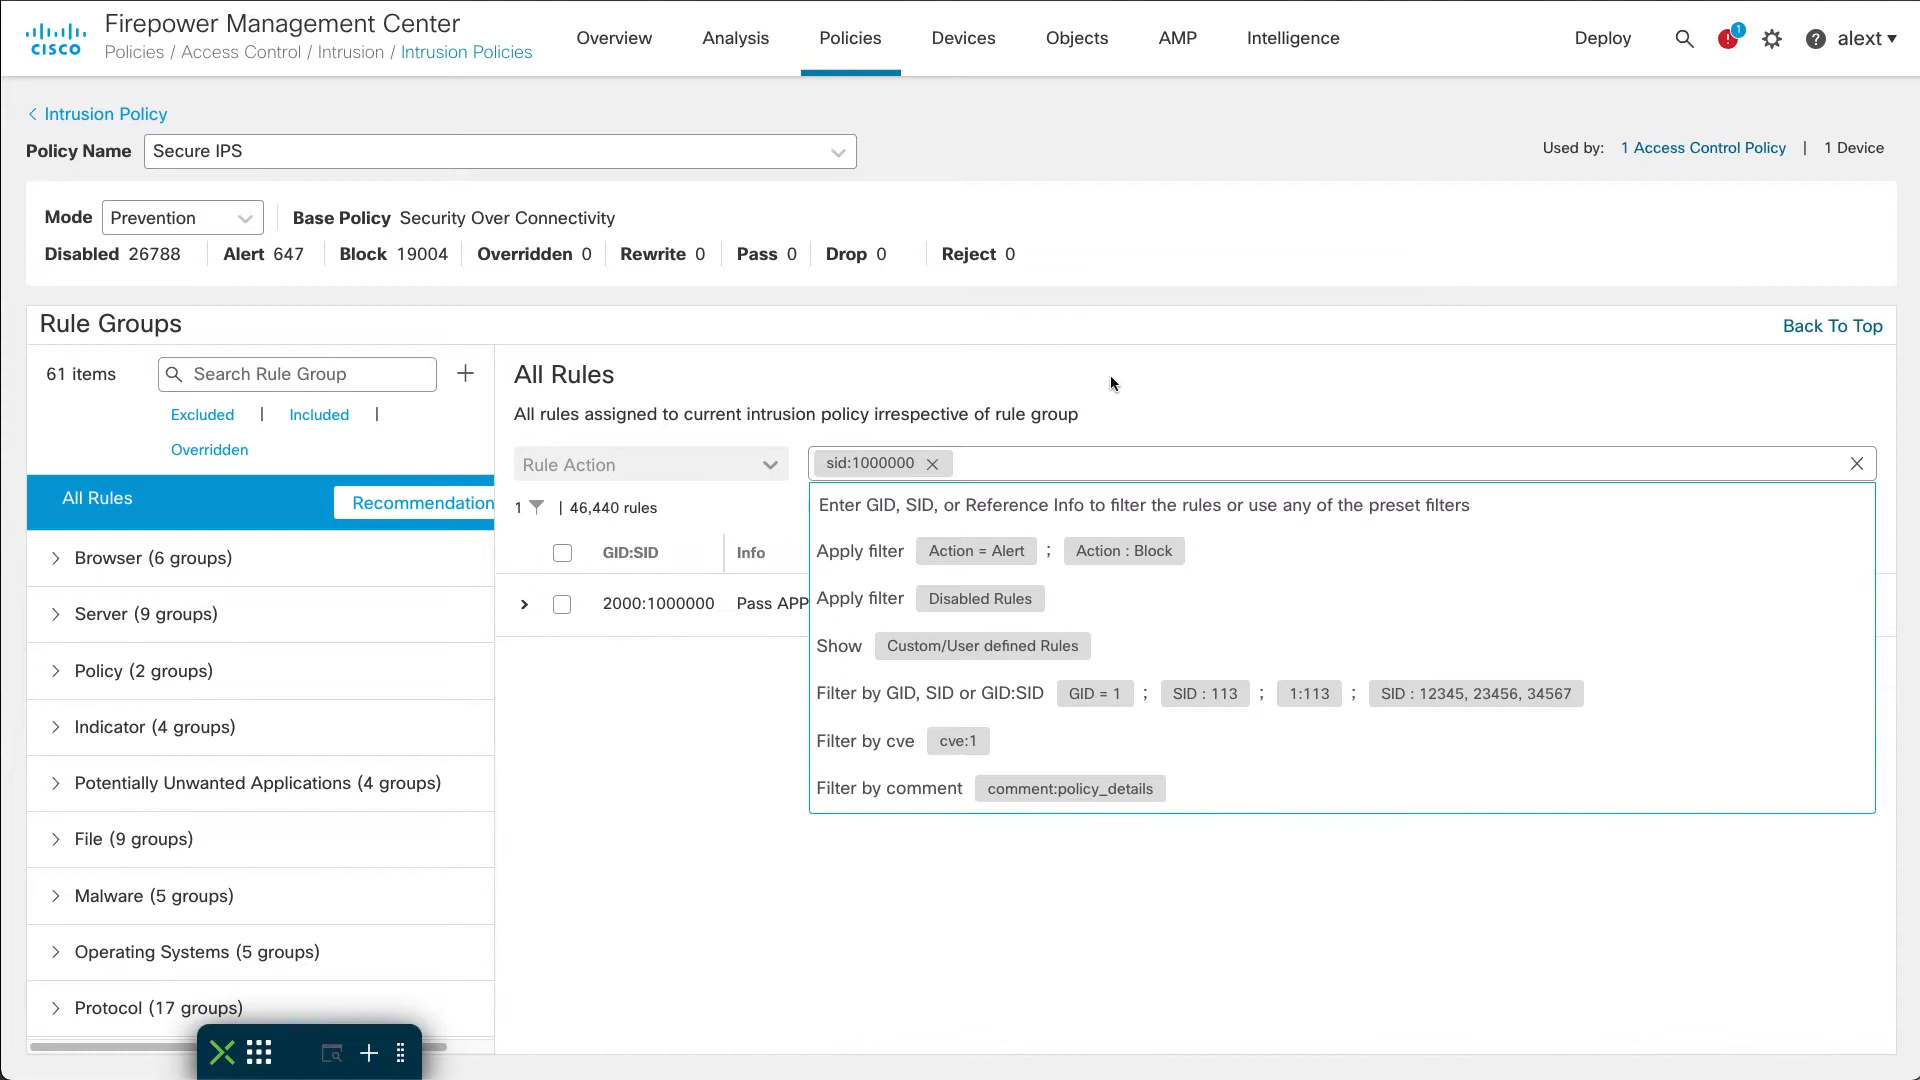 Firepower Management Center
CISCO
Policies / Access Control / Intrusion / Intrusion Policies
Overview
Analysis
Policies
Devices
Objects
AMP
Intelligence
Deploy
1
alext
Intrusion Policy
Policy Name Secure IPS
Used by: 1 Access Control Policy | 1 Device
Mode Prevention Base Policy Security Over Connectivity
Disabled 26788 Alert 647 Block 19004 Overridden 0 Rewrite 0 Pass 0 Drop 0 Reject 0
Rule Groups
Back To Top
61 items Search Rule Group
Excluded | Included |
Overridden
All Rules Recommendation
Browser (6 groups)
Server (9 groups)
Policy (2 groups)
Indicator (4 groups)
Potentially Unwanted Applications (4 groups)
File (9 groups)
Malware (5 groups)
Operating Systems (5 groups)
Protocol (17 groups)
All Rules
All rules assigned to current intrusion policy irrespective of rule group
Rule Action
sid:1000000
1 | 46,440 rules
GID:SID Info
2000:1000000 Pass APP
Enter GID, SID, or Reference Info to filter the rules or use any of the preset filters
Apply filter Action = Alert ; Action : Block
Apply filter Disabled Rules
Show Custom/User defined Rules
Filter by GID, SID or GID:SID GID = 1 ; SID : 113 ; 1:113 ; SID : 12345, 23456, 34567
Filter by cve cve:1
Filter by comment comment:policy_details